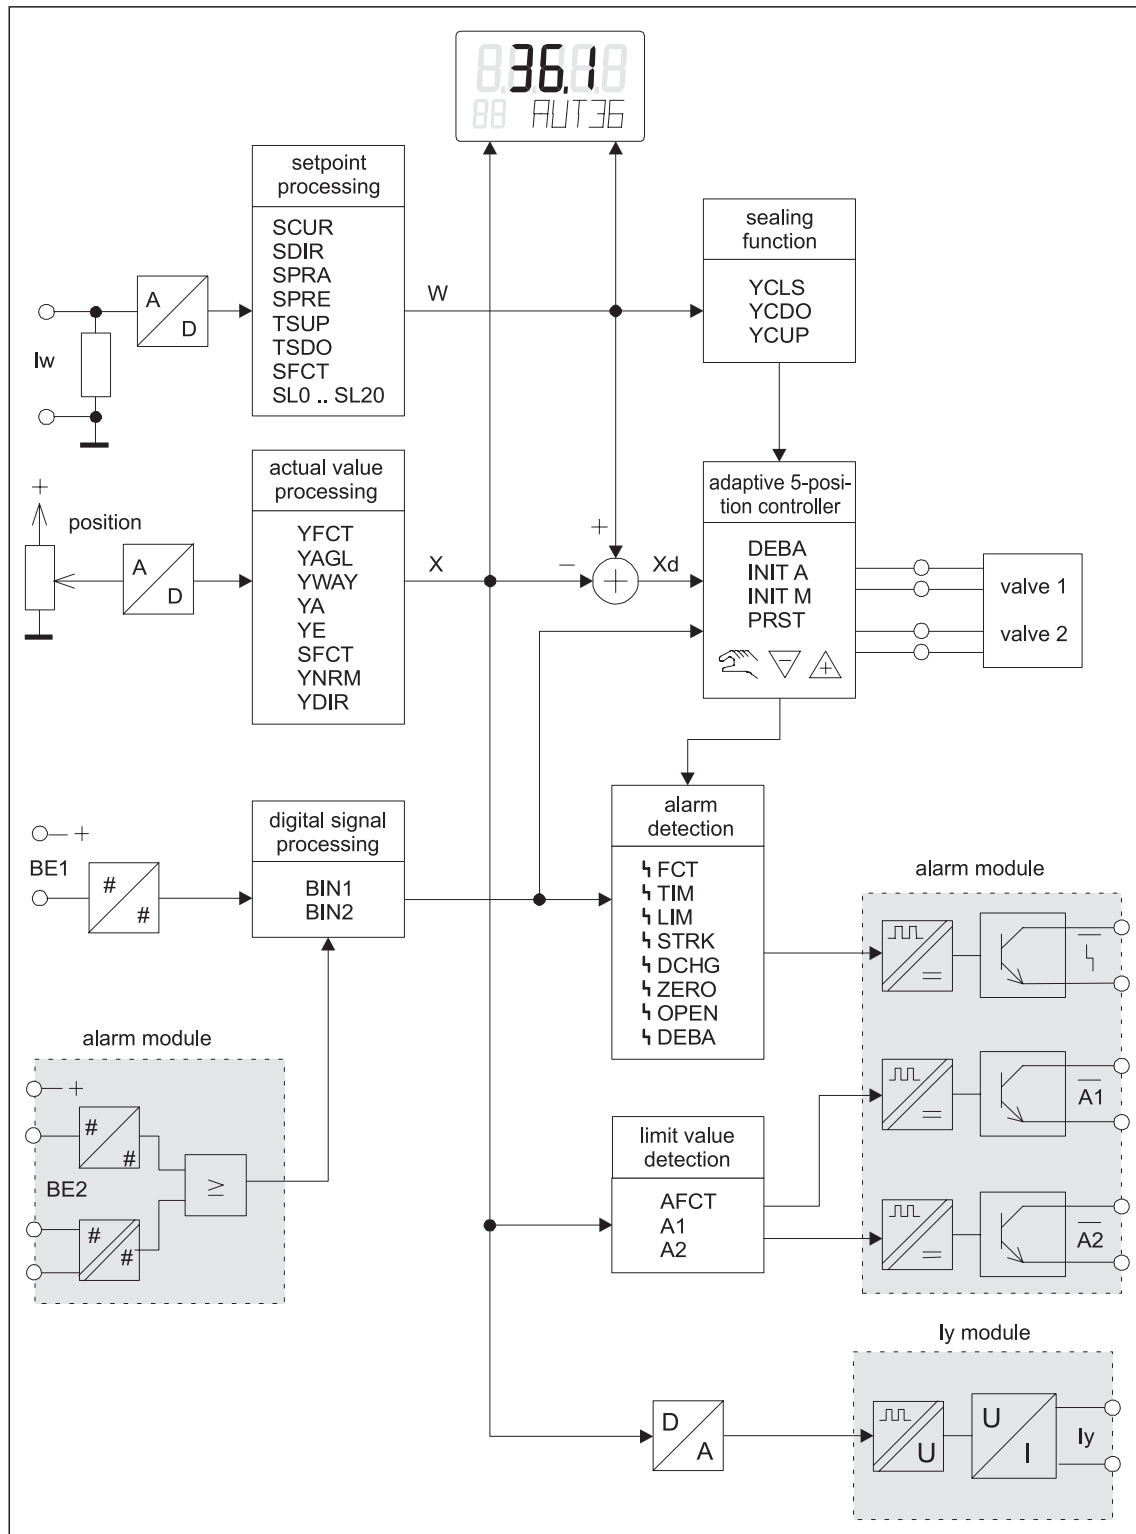 36.1
AUT36
setpoint
processing
SCUR
SDIR
SPRA
SPRE
TSUP
TSDO
SFCT
SL0 .. SL20
sealing
function
YCLS
YCDO
YCUP
W
A
D
Iw
actual value
processing
YFCT
YAGL
YWAY
YA
YE
SFCT
YNRM
YDIR
+
position
A
D
X
+
−
+
Xd
adaptive 5-posi-
tion controller
DEBA
INIT A
INIT M
PRST
−
+
valve 1
valve 2
digital signal
processing
BIN1
BIN2
+
BE1
#
#
alarm
detection
FCT
TIM
LIM
STRK
DCHG
ZERO
OPEN
DEBA
alarm module
=
=
A1
=
A2
alarm module
+
#
#
BE2
≥
#
#
limit value
detection
AFCT
A1
A2
Iy module
D
A
U
U
I
Iy